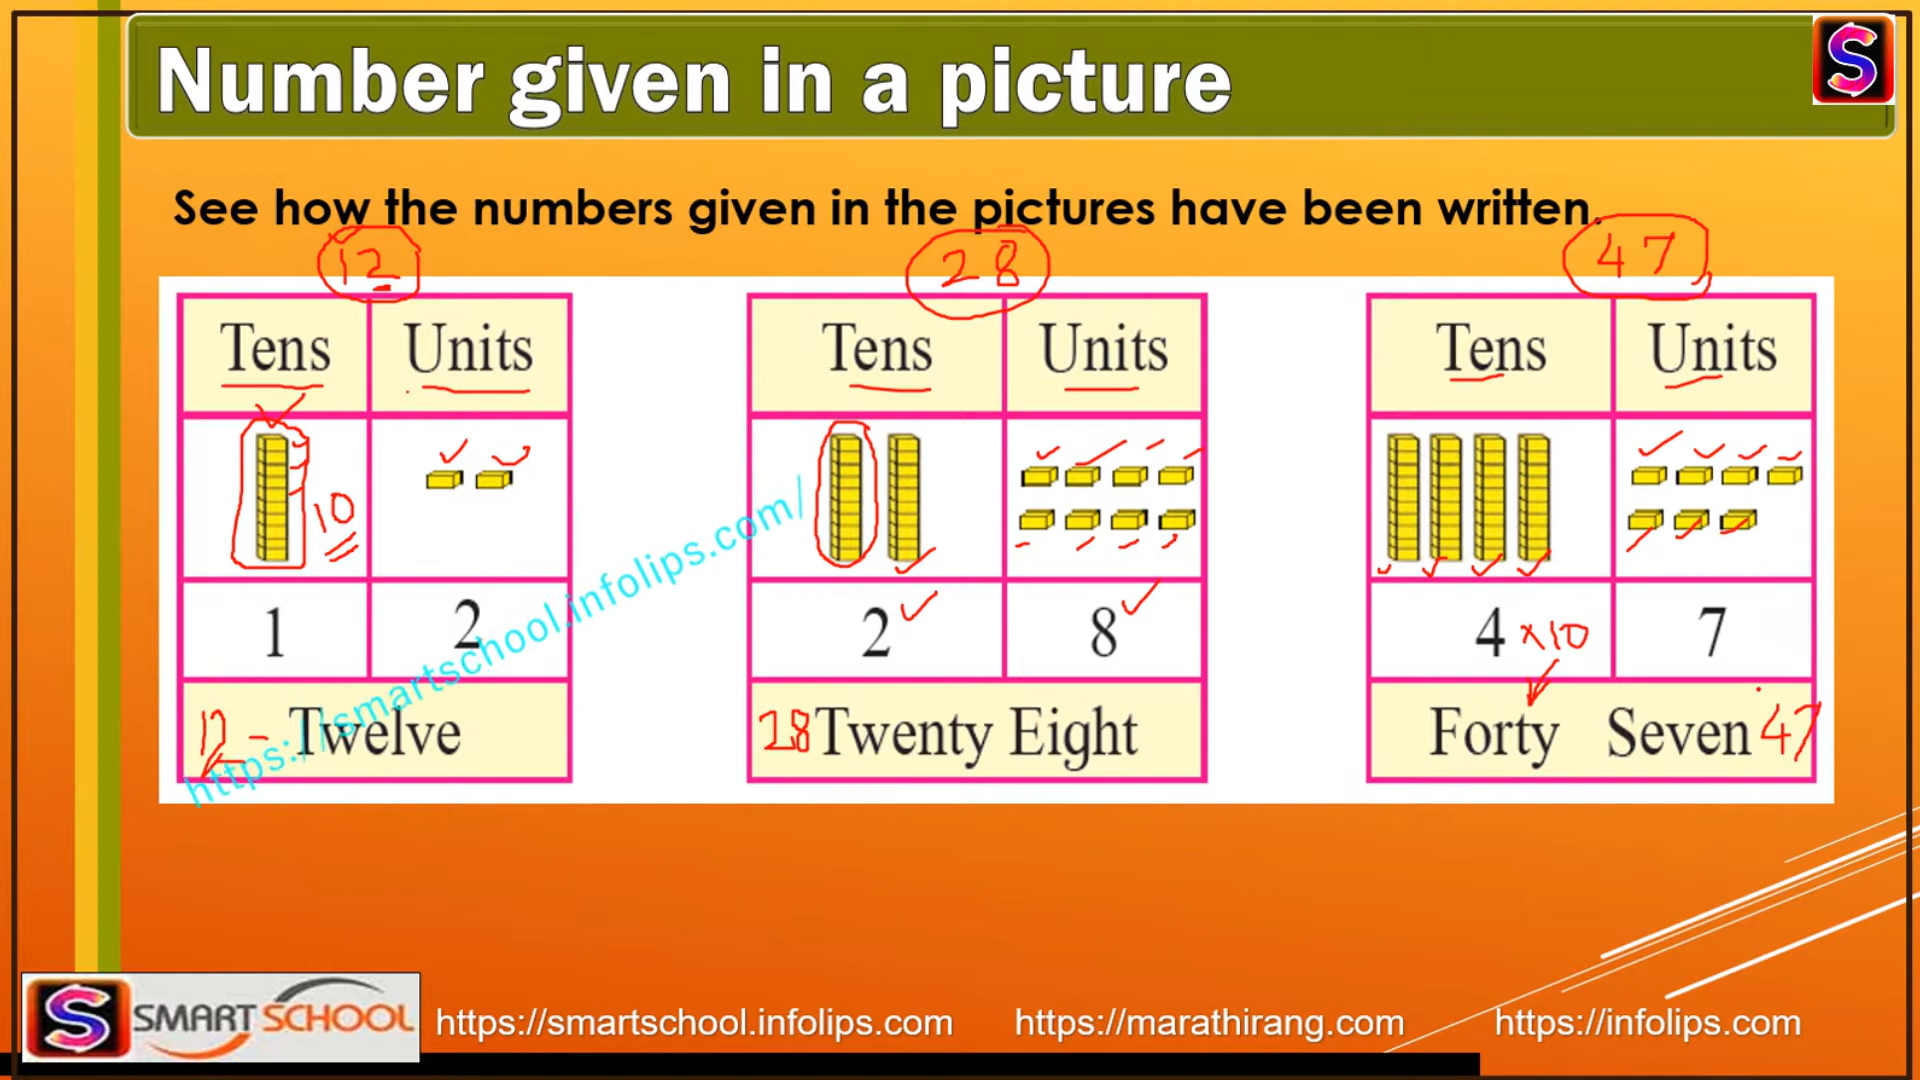 Number given in a picture
S
See how the numbers given in the pictures have been written.
12 28 47
Tens Units Tens Units Tens Units
10
1 2 2 8 4 ×10 7
12 - Twelve 28 Twenty Eight Forty Seven 47
https://smartschool.infolips.com/
S SMART SCHOOL https://smartschool.infolips.com https://marathirang.com https://infolips.com